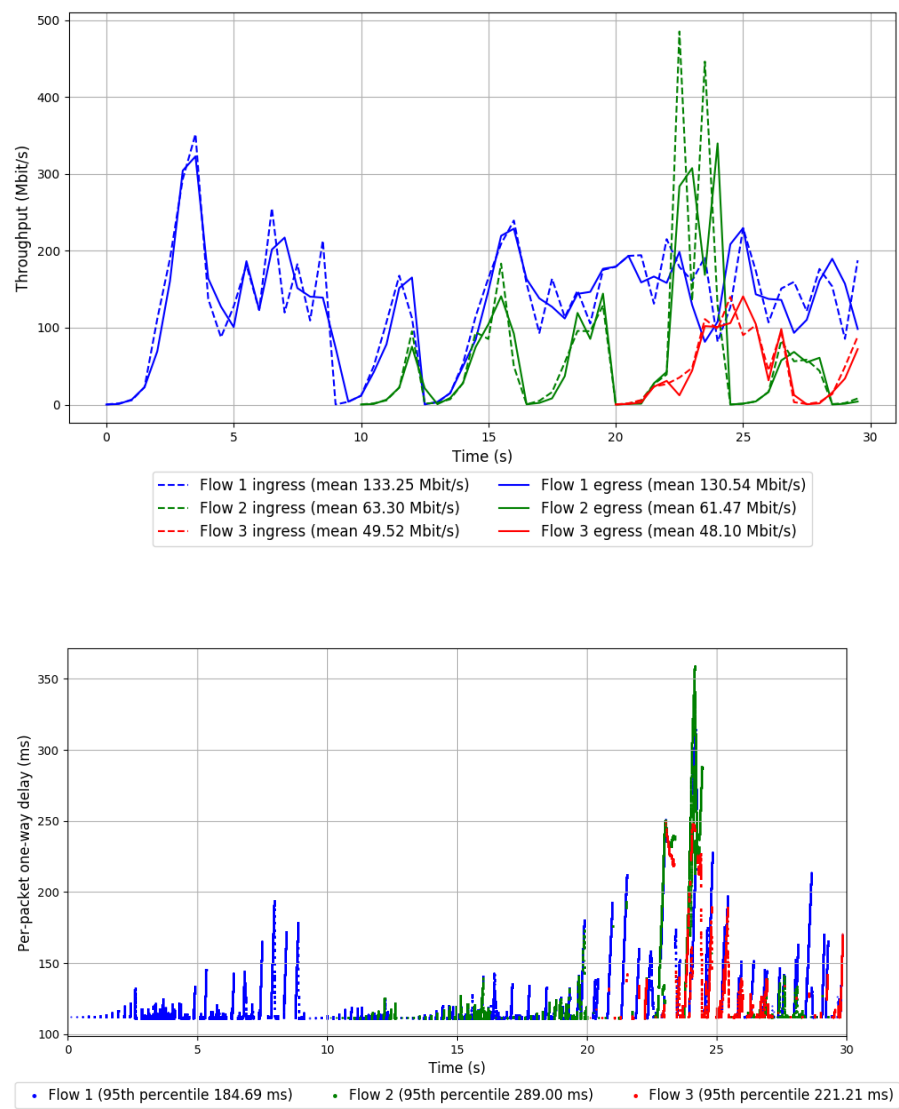 500
400
300
200
100
0
Throughput (Mbit/s)
0 5 10 15 20 25 30
Time (s)
Flow 1 ingress (mean 133.25 Mbit/s) Flow 1 egress (mean 130.54 Mbit/s)
Flow 2 ingress (mean 63.30 Mbit/s) Flow 2 egress (mean 61.47 Mbit/s)
Flow 3 ingress (mean 49.52 Mbit/s) Flow 3 egress (mean 48.10 Mbit/s)
350
300
250
200
150
100
Per-packet one-way delay (ms)
0 5 10 15 20 25 30
Time (s)
Flow 1 (95th percentile 184.69 ms) Flow 2 (95th percentile 289.00 ms) Flow 3 (95th percentile 221.21 ms)